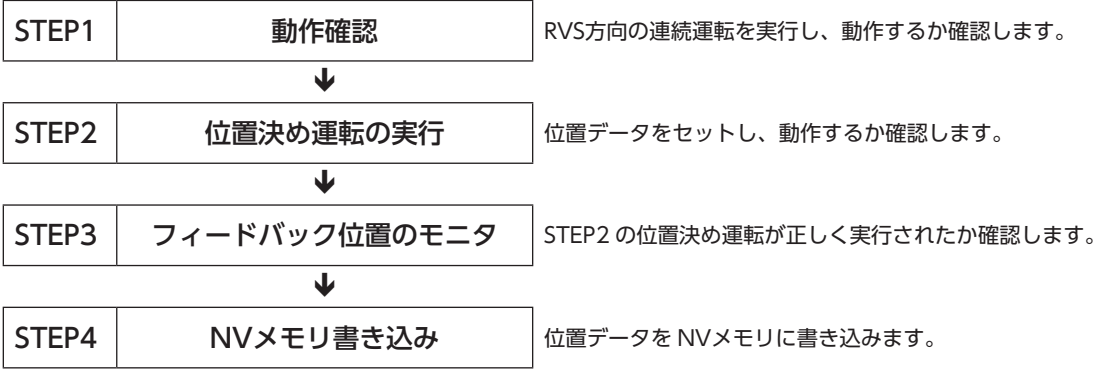 STEP1 動作確認 RVS方向の連続運転を実行し、動作するか確認します。
STEP2 位置決め運転の実行 位置データをセットし、動作するか確認します。
STEP3 フィードバック位置のモニタ STEP2 の位置決め運転が正しく実行されたか確認します。
STEP4 NVメモリ書き込み 位置データを NVメモリに書き込みます。